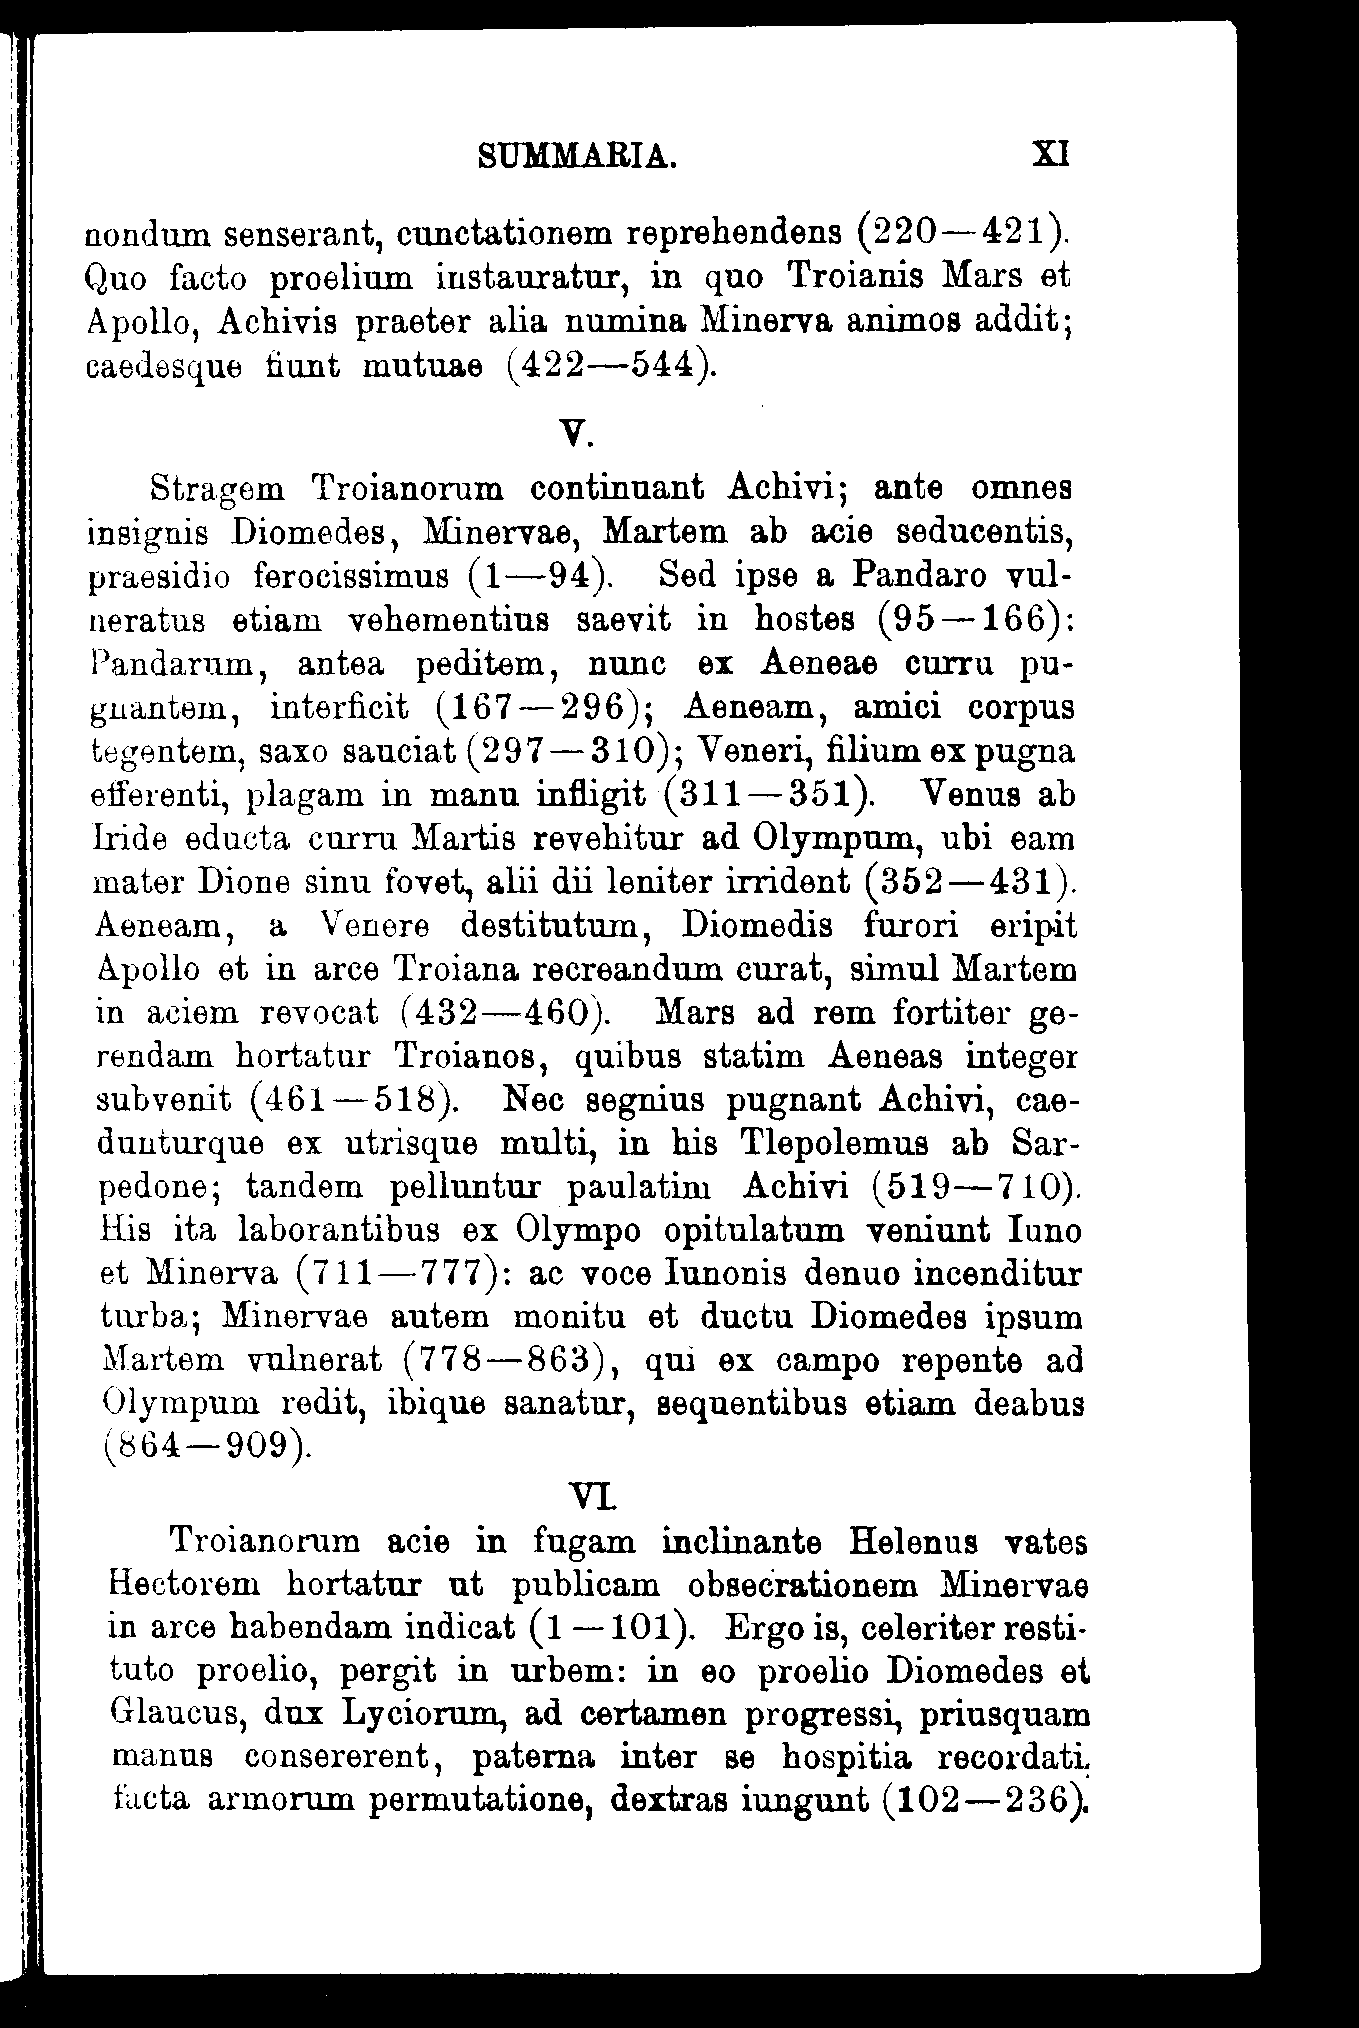 SUMMARIA. XI
nondum senserant, cunctationem reprehendens (220—421).
Quo facto proelium instauratur, in quo Troianis Mars et
Apollo, Achivis praeter alia numina Minerva animos addit;
caedesque fiunt mutuae (422—544).
V.
Stragem Troianorum continuant Achivi; ante omnes
insignis Diomedes, Minervae, Martem ab acie seducentis,
praesidio ferocissimus (1—94). Sed ipse a Pandaro vul-
neratus etiam vehementius saevit in hostes (95—166):
Pandarum, antea peditem, nunc ex Aeneae curru pu-
gnantem, interficit (167—296); Aeneam, amici corpus
tegentem, saxo sauciat (297—310); Veneri, filium ex pugna
efferenti, plagam in manu infligit (311—351). Venus ab
Iride educta curru Martis revehitur ad Olympum, ubi eam
mater Dione sinu fovet, alii dii leniter irrident (352—431).
Aeneam, a Venere destitutum, Diomedis furori eripit
Apollo et in arce Troiana recreandum curat, simul Martem
in aciem revocat (432—460). Mars ad rem fortiter ge-
rendam hortatur Troianos, quibus statim Aeneas integer
subvenit (461—518). Nec segnius pugnant Achivi, cae-
dunturque ex utrisque multi, in his Tlepolemus ab Sar-
pedone; tandem pelluntur paulatim Achivi (519—710).
His ita laborantibus ex Olympo opitulatum veniunt Iuno
et Minerva (711—777): ac voce Iunonis denuo incenditur
turba; Minervae autem monitu et ductu Diomedes ipsum
Martem vulnerat (778—863), qui ex campo repente ad
Olympum redit, ibique sanatur, sequentibus etiam deabus
(864—909).
VI.
Troianorum acie in fugam inclinante Helenus vates
Hectorem hortatur ut publicam obsecrationem Minervae
in arce habendam indicat (1—101). Ergo is, celeriter resti-
tuto proelio, pergit in urbem: in eo proelio Diomedes et
Glaucus, dux Lyciorum, ad certamen progressi, priusquam
manus consererent, paterna inter se hospitia recordati,
facta armorum permutatione, dextras iungunt (102—236).